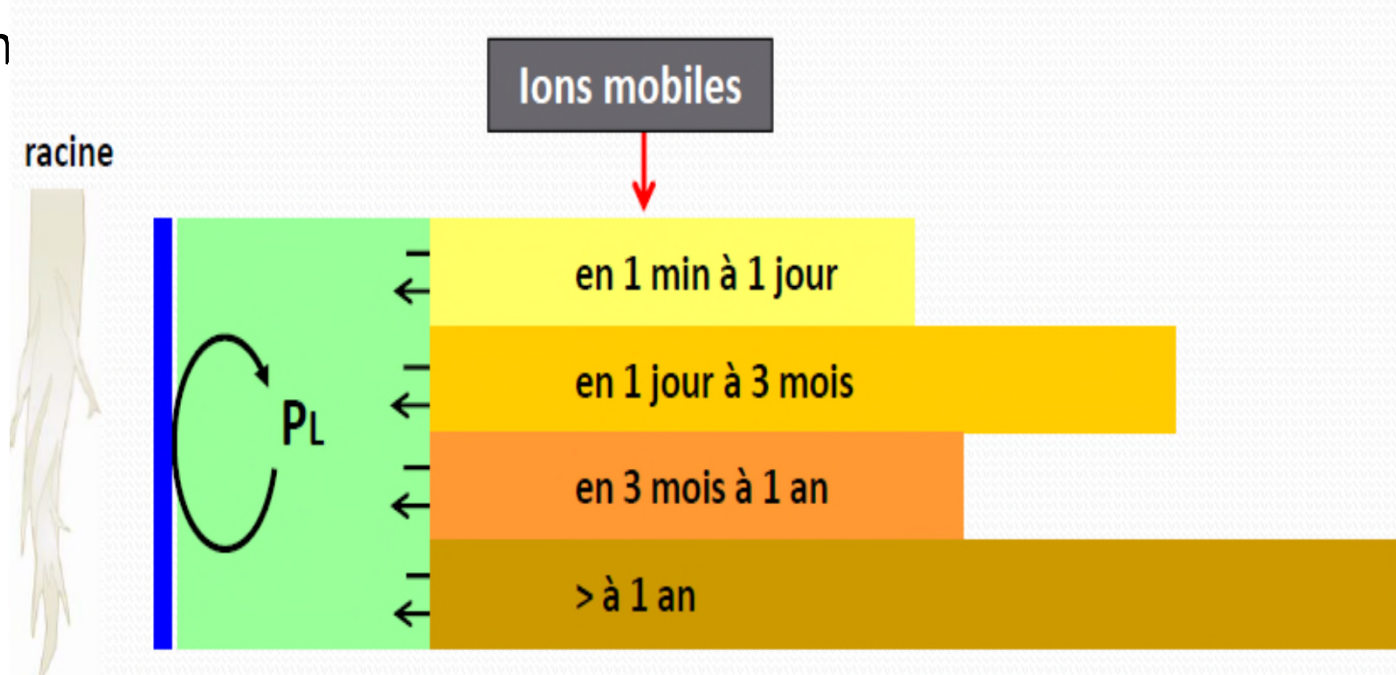 Ions mobiles
racine
en 1 min à 1 jour
en 1 jour à 3 mois
PL
en 3 mois à 1 an
> à 1 an